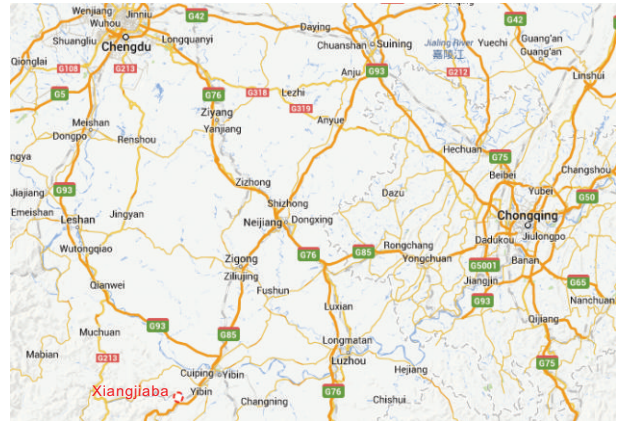 Wenjiang
Jinniu
Wuhou
G42
Daying
G42
Shuangliu
Longquanyi
Chuanshan
Suining
Jialing River
嘉陵江
Yuechi
Guang'an
Guang'an
Chengdu
Qionglai
G108
G213
Anju
G93
G212
Linshui
G5
G76
G318
Lezhi
G319
Ziyang
Yanjiang
Anyue
Meishan
Dongpo
Renshou
Hechuan
G75
Beibei
Changshou
ngya
Jiajiang
G93
Zizhong
Dazu
Yubei
G50
Emeishan
Jingyan
Shizhong
Leshan
Neijiang
Dongxing
Chongqing
Wutongqiao
Rongchang
Dadukou
Jiulongpo
Zigong
G76
G85
Yongchuan
G5001
Banan
Ziliujing
Qianwei
Fushun
Jiangjin
G65
Luxian
G93
Nanchuan
Muchuan
G93
G85
Qijiang
Longmatan
Mabian
G213
Luzhou
G75
Cuiping
Yibin
Hejiang
Xiangjiaba
Yibin
Changning
G76
Chishui